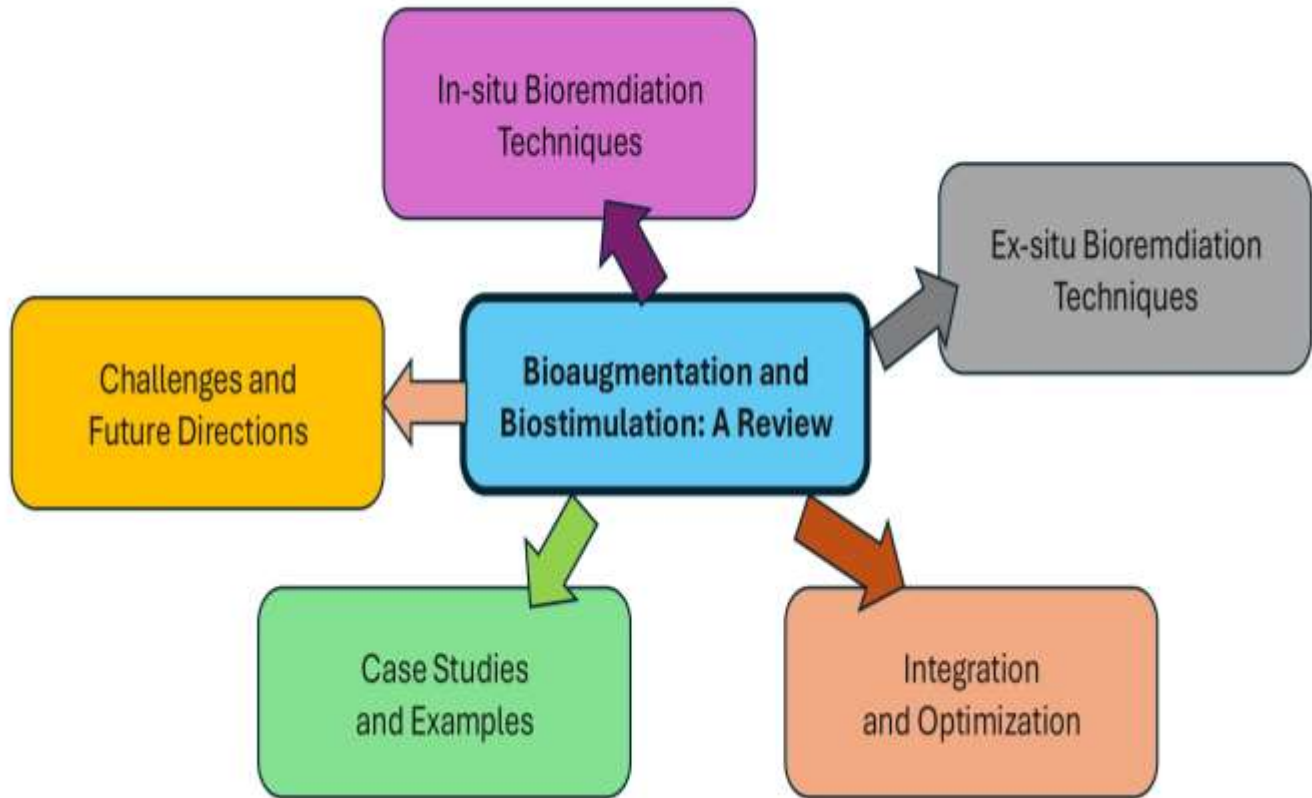 In-situ Bioremdiation
Techniques
Ex-situ Bioremdiation
Techniques
Challenges and
Future Directions
Bioaugmentation and
Biostimulation: A Review
Case Studies
and Examples
Integration
and Optimization